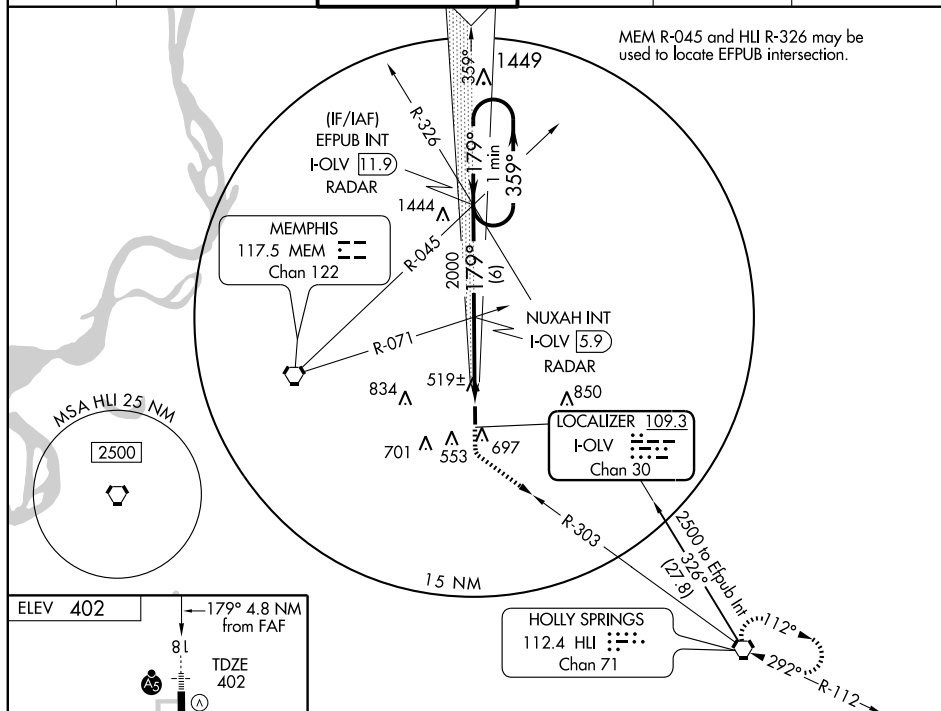 MEM R-045 and HLI R-326 may be
used to locate EFPUB intersection.
359°
1449
R-326
(IF/IAF)
EFPUB INT
I-OLV 11.9
RADAR
179°
1 min
359°
1444
MEMPHIS
117.5 MEM
Chan 122
R-045
2000
179°
(6)
NUXAH INT
I-OLV 5.9
RADAR
R-071
834
519±
850
MSA HLI 25 NM
2500
LOCALIZER 109.3
I-OLV
Chan 30
701
553
697
R-303
2500 to Efpub Int
326°
(27.8)
15 NM
HOLLY SPRINGS
112.4 HLI
Chan 71
112°
292°
R-112
ELEV 402
179° 4.8 NM
from FAF
18
TDZE
402
A5
A